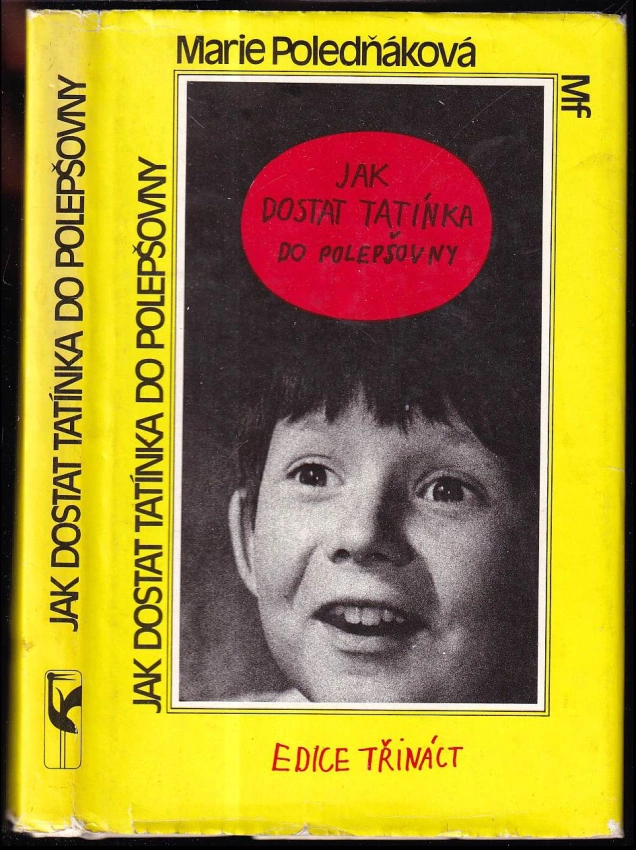 JAK DOSTAT TATÍNKA DO POLEPŠOVNY
JAK DOSTAT TATÍNKA DO POLEPŠOVNY
Marie Poledňáková
Mf
JAK
DOSTAT TATÍNKA
DO POLEPŠOVNY
EDICE TŘINÁCT